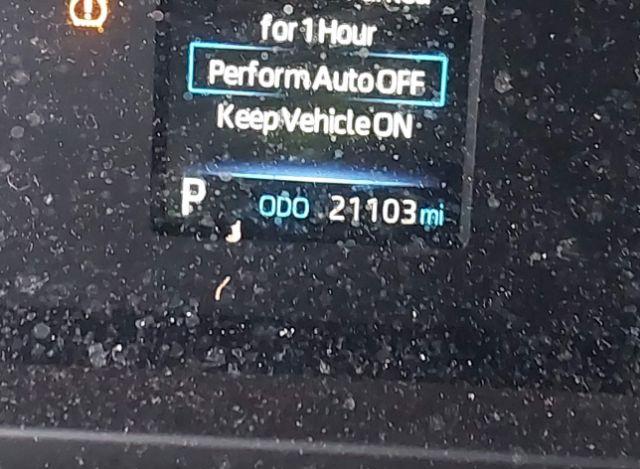 for 1 Hour
Perform Auto OFF
Keep Vehicle ON
P ODO 21103 mi